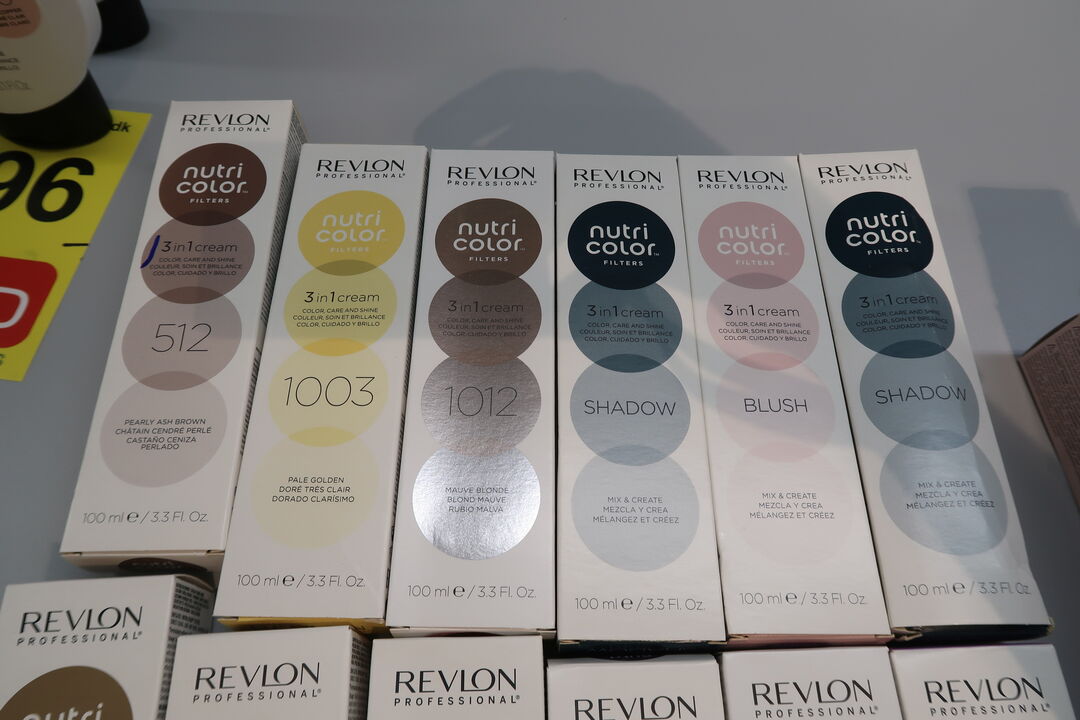 REVLON
PROFESSIONAL®
nutri
color™
FILTERS
3 in 1 cream
COLOR, CARE AND SHINE
COULEUR, SOIN ET BRILLANCE
COLOR, CUIDADO Y BRILLO
512
PEARLY ASH BROWN
CHÂTAIN CENDRÉ PERLÉ
CASTAÑO CENIZA
PERLADO
100 ml e / 3.3 Fl. Oz.
REVLON
PROFESSIONAL®
nutri
color™
FILTERS
3 in 1 cream
COLOR, CARE AND SHINE
COULEUR, SOIN ET BRILLANCE
COLOR, CUIDADO Y BRILLO
1003
PALE GOLDEN
DORÉ TRÈS CLAIR
DORADO CLARÍSIMO
100 ml e / 3.3 Fl. Oz.
REVLON
PROFESSIONAL®
nutri
color™
FILTERS
3 in 1 cream
COLOR, CARE AND SHINE
COULEUR, SOIN ET BRILLANCE
COLOR, CUIDADO Y BRILLO
1012
MAUVE BLONDE
BLOND MAUVE
RUBIO MALVA
100 ml e / 3.3 Fl. Oz.
REVLON
PROFESSIONAL®
nutri
color™
FILTERS
3 in 1 cream
COLOR, CARE AND SHINE
COULEUR, SOIN ET BRILLANCE
COLOR, CUIDADO Y BRILLO
SHADOW
MIX & CREATE
MEZCLA Y CREA
MÉLANGEZ ET CRÉEZ
100 ml e / 3.3 Fl. Oz.
REVLON
PROFESSIONAL®
nutri
color™
FILTERS
3 in 1 cream
COLOR, CARE AND SHINE
COULEUR, SOIN ET BRILLANCE
COLOR, CUIDADO Y BRILLO
BLUSH
MIX & CREATE
MEZCLA Y CREA
MÉLANGEZ ET CRÉEZ
100 ml e / 3.3 Fl. Oz.
REVLON
PROFESSIONAL®
nutri
color™
FILTERS
3 in 1 cream
COLOR, CARE AND SHINE
COULEUR, SOIN ET BRILLANCE
COLOR, CUIDADO Y BRILLO
SHADOW
MIX & CREATE
MEZCLA Y CREA
MÉLANGEZ ET CRÉEZ
100 ml e / 3.3 Fl. Oz.
dk
96
REVLON
PROFESSIONAL®
nutri
REVLON
PROFESSIONAL®
REVLON
PROFESSIONAL®
REVLON
REVLON
PROFESSIONAL®
REVLON
PROFESSIONAL®